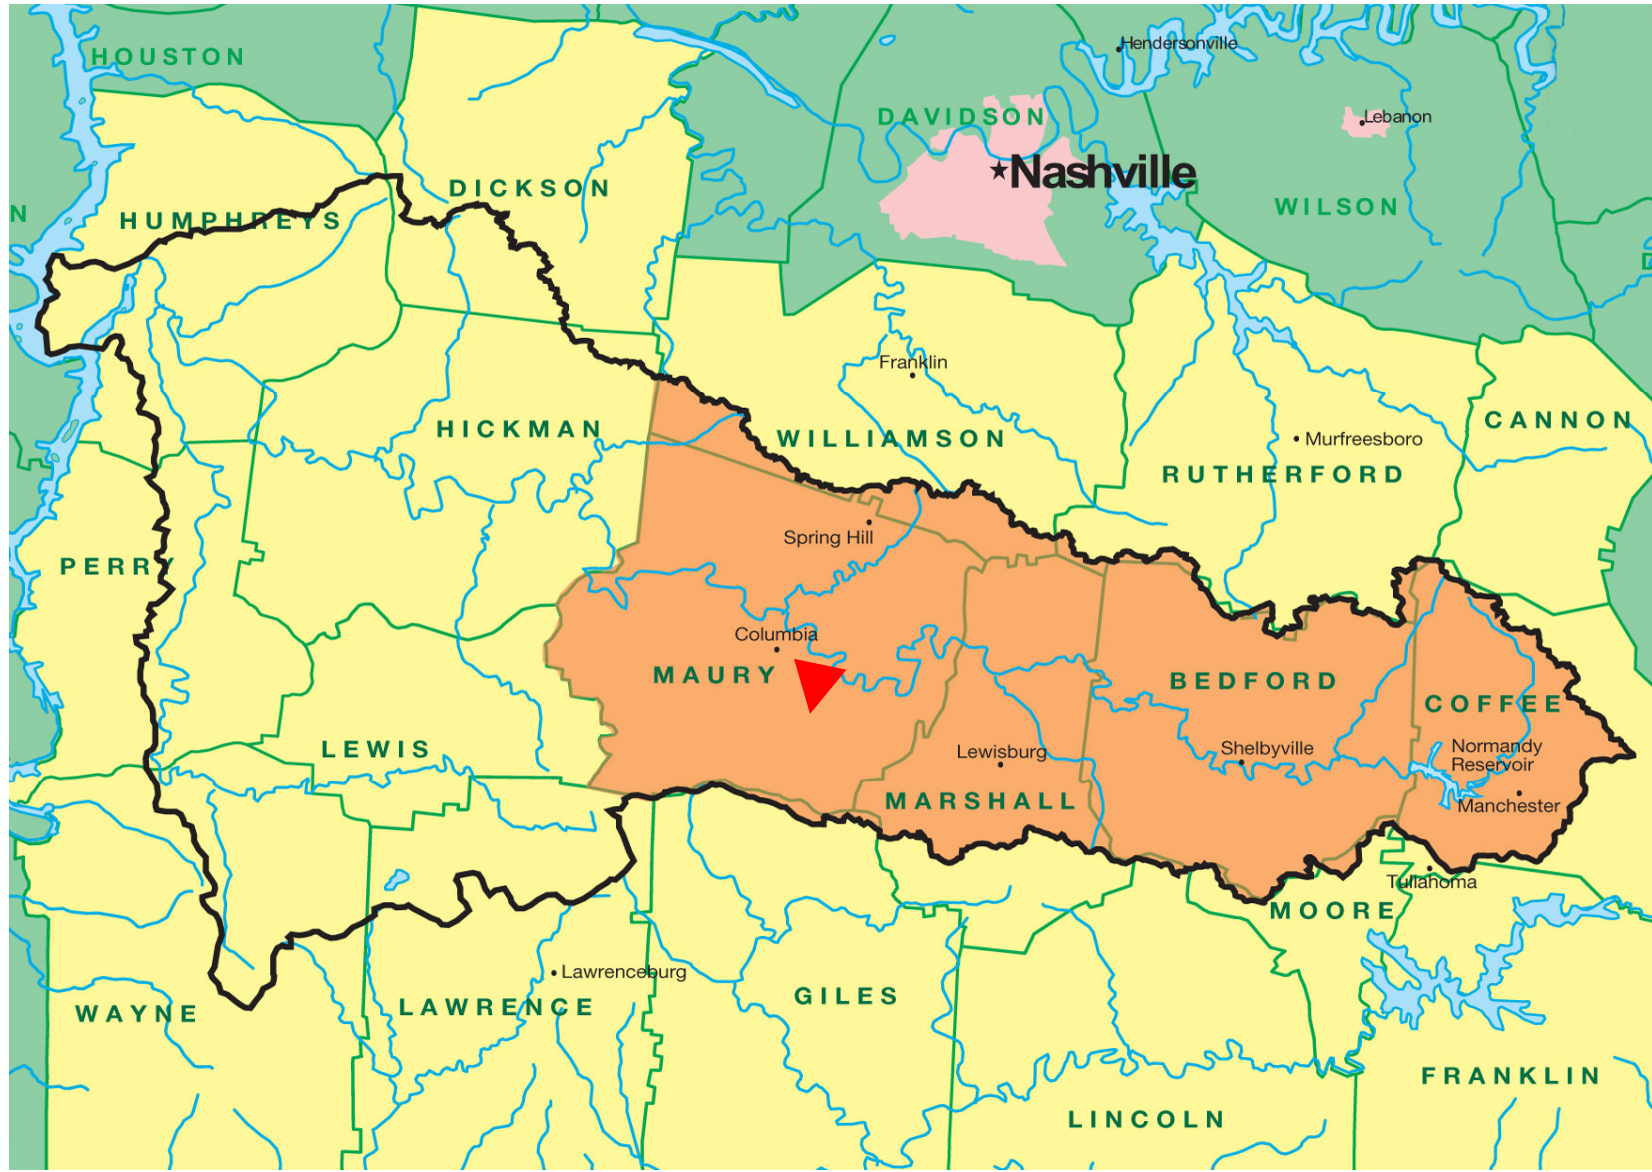 HOUSTON
Hendersonville
DAVIDSON
Lebanon
Nashville
DICKSON
N
HUMPHREYS
WILSON
D
Franklin
HICKMAN
WILLIAMSON
CANNON
Murfreesboro
RUTHERFORD
Spring Hill
PERRY
Columbia
MAURY
BEDFORD
COFFEE
LEWIS
Lewisburg
Shelbyville
Normandy
Reservoir
MARSHALL
Manchester
Tullahoma
MOORE
Lawrenceburg
GILES
LAWRENCE
WAYNE
FRANKLIN
LINCOLN